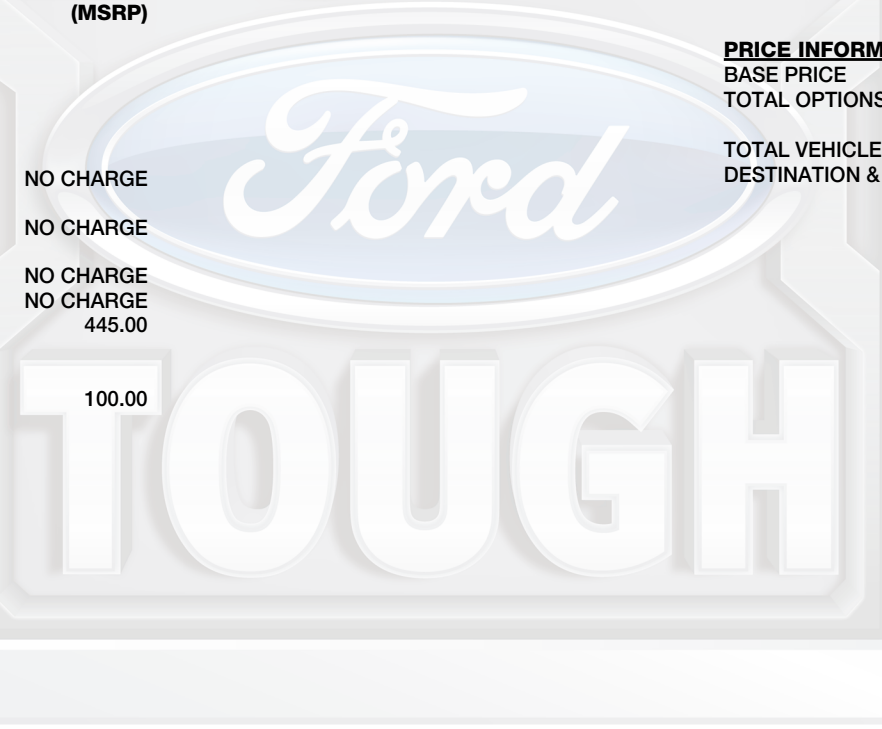 (MSRP)
NO CHARGE
NO CHARGE
NO CHARGE
NO CHARGE
445.00
100.00
PRICE INFORM
BASE PRICE
TOTAL OPTIONS
TOTAL VEHICLE
DESTINATION &
Ford
TOUGH